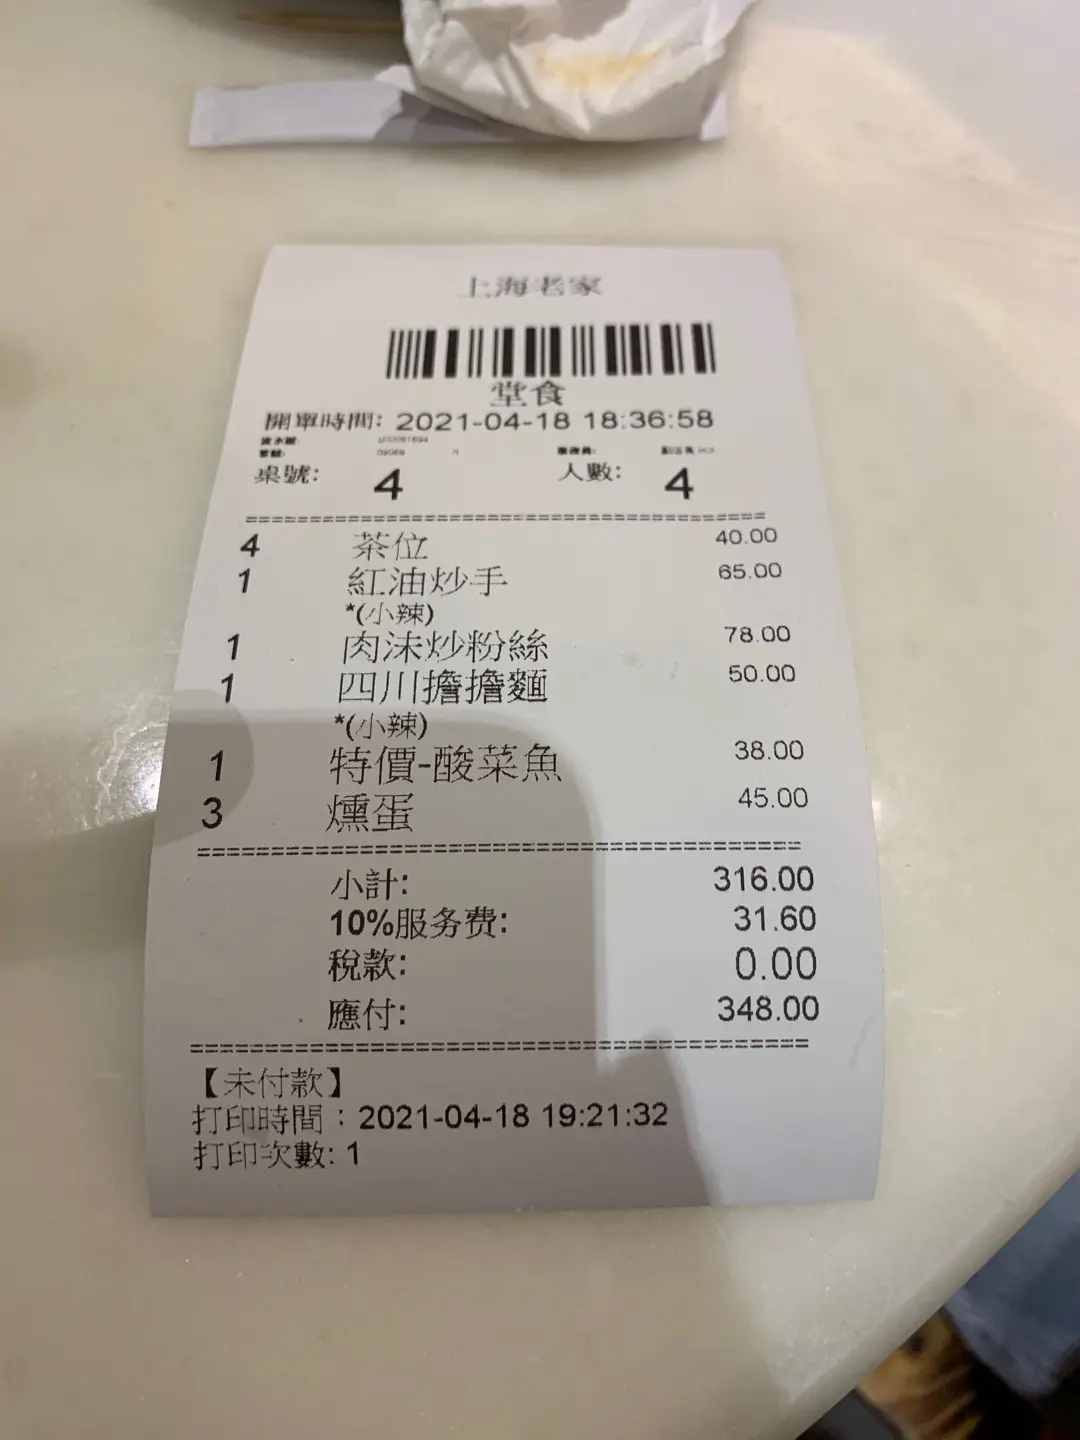 上海老家
堂食
開單時間: 2021-04-18 18:36:58
桌號: 4 人數: 4
4 茶位 40.00
1 紅油炒手 65.00
*(小辣)
1 肉沫炒粉絲 78.00
1 四川擔擔麵 50.00
*(小辣)
1 特價-酸菜魚 38.00
3 燻蛋 45.00
小計: 316.00
10%服务费: 31.60
稅款: 0.00
應付: 348.00
【未付款】
打印時間：2021-04-18 19:21:32
打印次數: 1